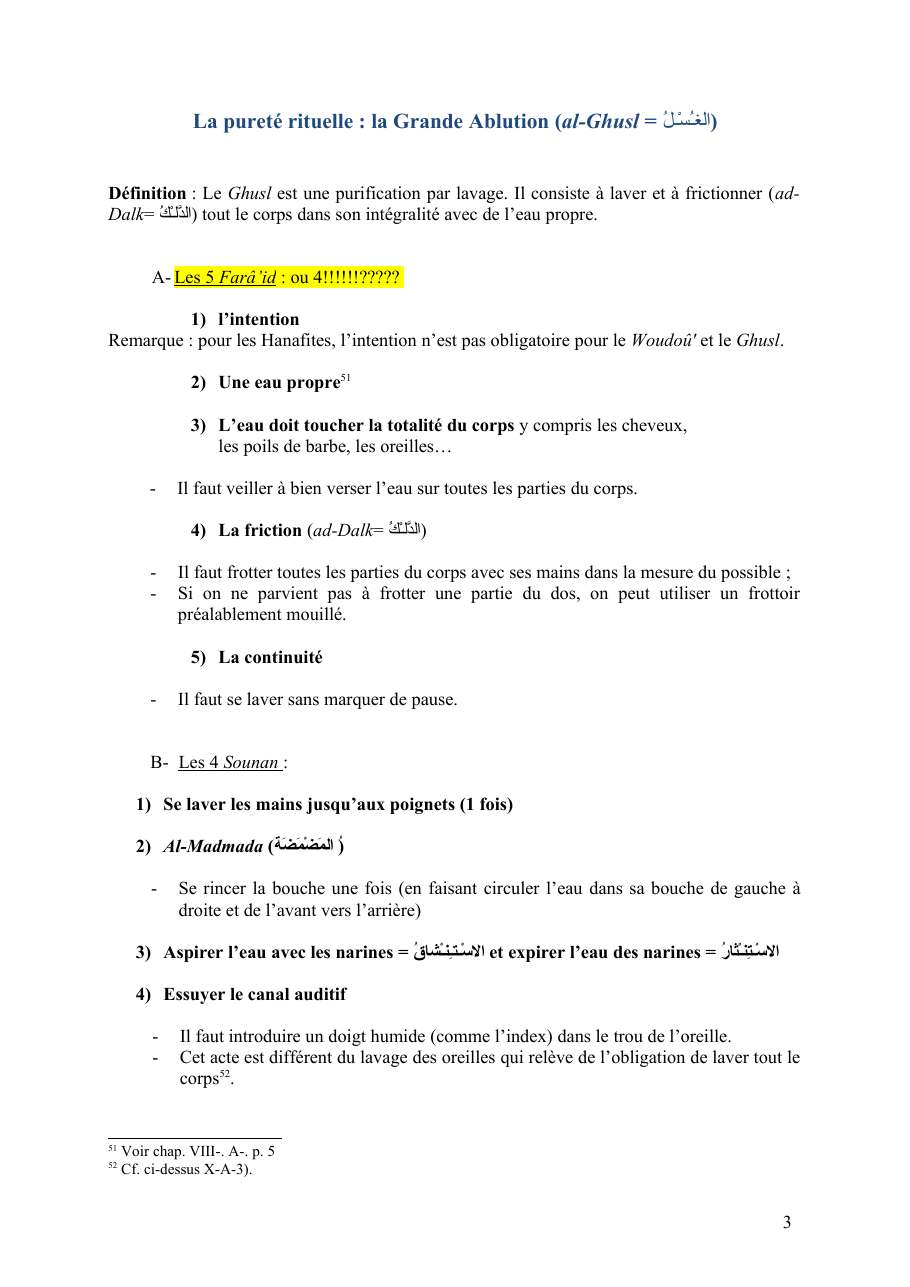 La pureté rituelle : la Grande Ablution (al-Ghusl = الغُـسْـلُ)
Définition : Le Ghusl est une purification par lavage. Il consiste à laver et à frictionner (ad-
Dalk= الدَّلـْكُ) tout le corps dans son intégralité avec de l’eau propre.
A- Les 5 Farâ’id : ou 4!!!!!!?????
1) l’intention
Remarque : pour les Hanafites, l’intention n’est pas obligatoire pour le Woudoû' et le Ghusl.
2) Une eau propre51
3) L’eau doit toucher la totalité du corps y compris les cheveux,
les poils de barbe, les oreilles…
- Il faut veiller à bien verser l’eau sur toutes les parties du corps.
4) La friction (ad-Dalk= الدَّلـْكُ)
- Il faut frotter toutes les parties du corps avec ses mains dans la mesure du possible ;
- Si on ne parvient pas à frotter une partie du dos, on peut utiliser un frottoir
préalablement mouillé.
5) La continuité
- Il faut se laver sans marquer de pause.
B- Les 4 Sounan :
1) Se laver les mains jusqu’aux poignets (1 fois)
2) Al-Madmada (المَضْمَضَة ُ)
- Se rincer la bouche une fois (en faisant circuler l’eau dans sa bouche de gauche à
droite et de l’avant vers l’arrière)
3) Aspirer l’eau avec les narines = الاسْـتِـنـْشاقُ et expirer l’eau des narines = الاسْـتِنـْثارُ
4) Essuyer le canal auditif
- Il faut introduire un doigt humide (comme l’index) dans le trou de l’oreille.
- Cet acte est différent du lavage des oreilles qui relève de l’obligation de laver tout le
corps52.
51 Voir chap. VIII-. A-. p. 5
52 Cf. ci-dessus X-A-3).
3